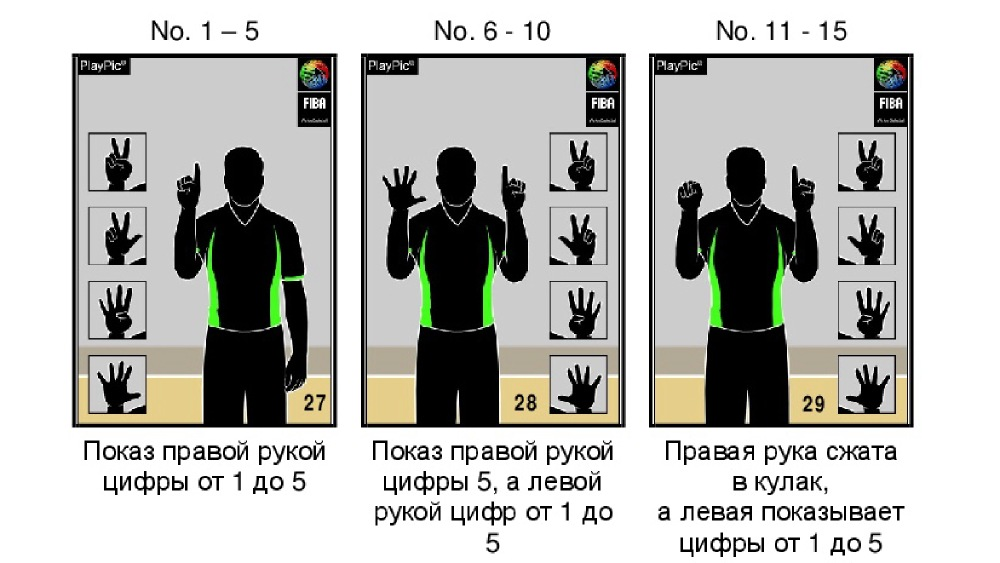 No. 1 – 5
PlayPic®
FIBA
27
Показ правой рукой
цифры от 1 до 5
No. 6 - 10
PlayPic®
FIBA
28
Показ правой рукой
цифры 5, а левой
рукой цифр от 1 до
5
No. 11 - 15
PlayPic®
FIBA
29
Правая рука сжата
в кулак,
а левая показывает
цифры от 1 до 5